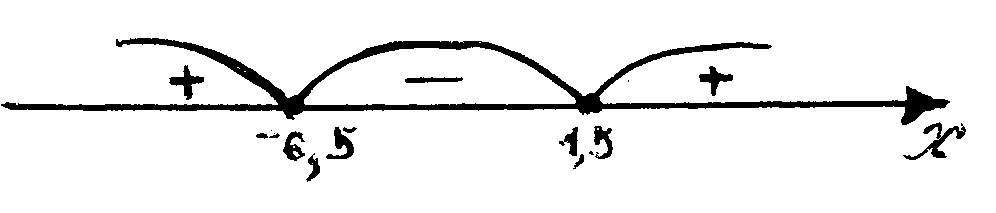 + − +
-6,5 1,5 x